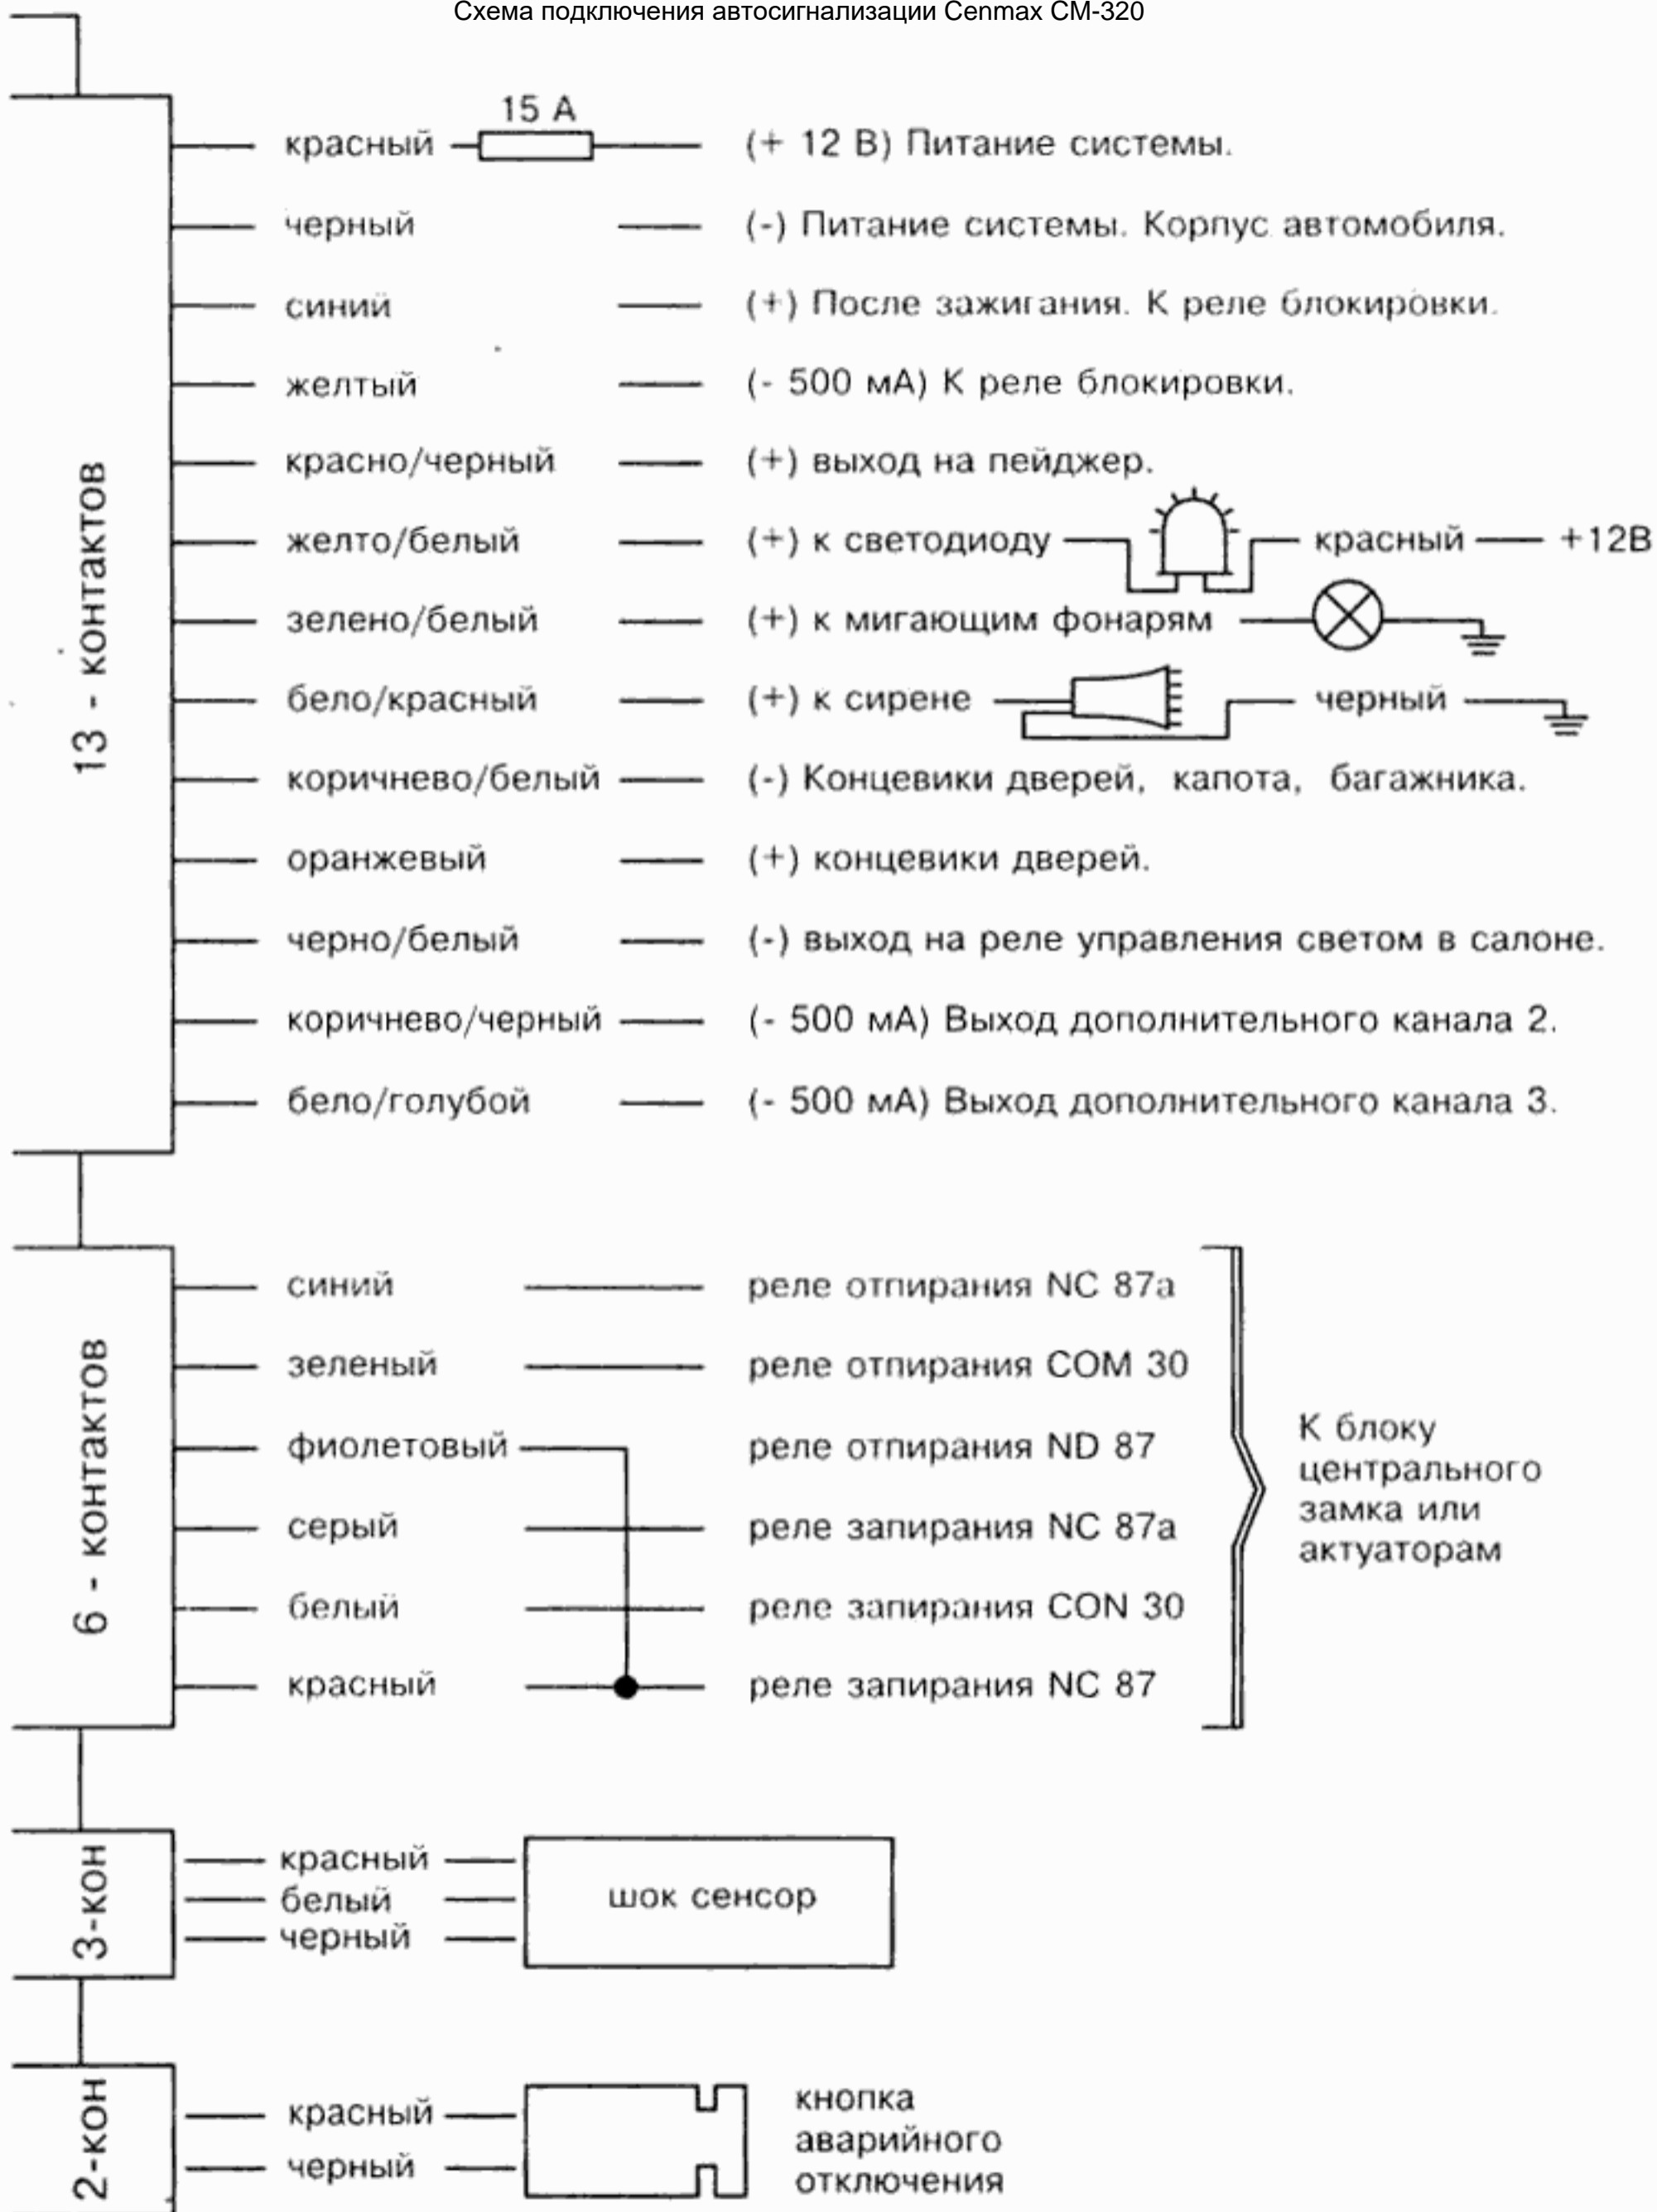 Схема подключения автосигнализации Cenmax CM-320
13 - контактов
15 А
красный (+ 12 В) Питание системы.
черный (-) Питание системы. Корпус автомобиля.
синий (+) После зажигания. К реле блокировки.
желтый (- 500 мА) К реле блокировки.
красно/черный (+) выход на пейджер.
желто/белый (+) к светодиоду красный +12В
зелено/белый (+) к мигающим фонарям
бело/красный (+) к сирене черный
коричнево/белый (-) Концевики дверей, капота, багажника.
оранжевый (+) концевики дверей.
черно/белый (-) выход на реле управления светом в салоне.
коричнево/черный (- 500 мА) Выход дополнительного канала 2.
бело/голубой (- 500 мА) Выход дополнительного канала 3.
6 - контактов
синий реле отпирания NC 87а
зеленый реле отпирания COM 30
фиолетовый реле отпирания ND 87
серый реле запирания NC 87а
белый реле запирания CON 30
красный реле запирания NC 87
К блоку
центрального
замка или
актуаторам
3-кон
красный
белый
черный
шок сенсор
2-кон
красный
черный
кнопка
аварийного
отключения